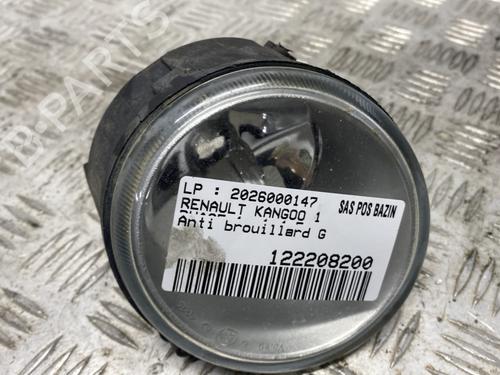 LP : 2026000147
RENAULT KANGOO 1
SAS POS BAZIN
Anti brouillard G
122208200
B-PARTS